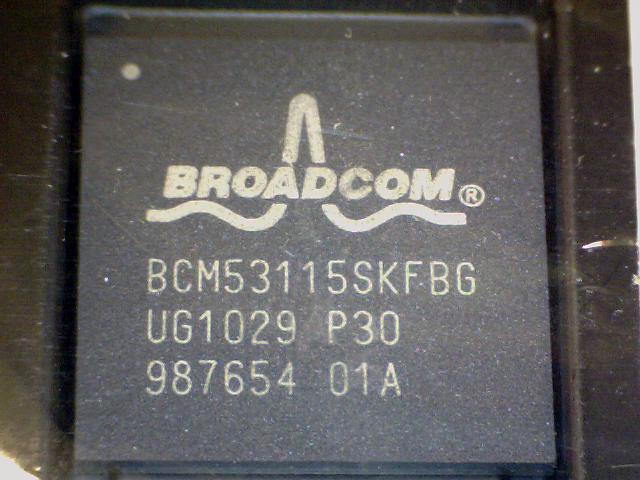 BROADCOM®
BCM53115SKFBG
UG1029 P30
987654 01A